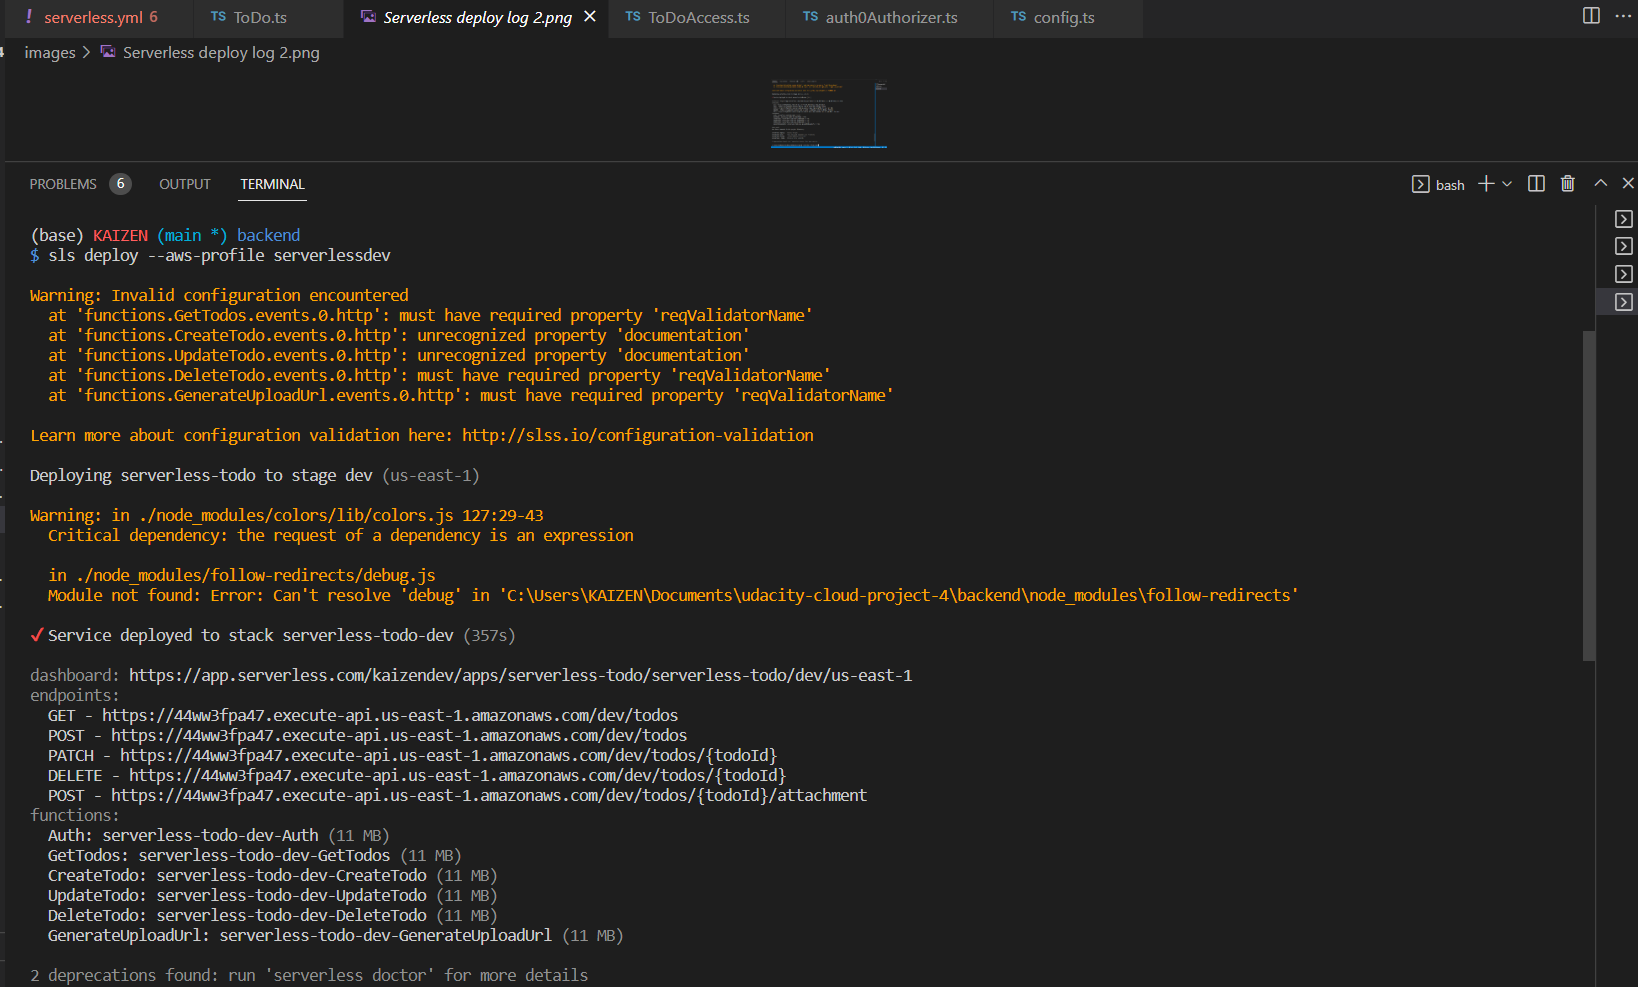 ! serverless.yml 6
TS ToDo.ts
Serverless deploy log 2.png
TS ToDoAccess.ts
TS auth0Authorizer.ts
TS config.ts
images > Serverless deploy log 2.png
PROBLEMS 6 OUTPUT TERMINAL
bash
(base) KAIZEN (main *) backend
$ sls deploy --aws-profile serverlessdev
Warning: Invalid configuration encountered
at 'functions.GetTodos.events.0.http': must have required property 'reqValidatorName'
at 'functions.CreateTodo.events.0.http': unrecognized property 'documentation'
at 'functions.UpdateTodo.events.0.http': unrecognized property 'documentation'
at 'functions.DeleteTodo.events.0.http': must have required property 'reqValidatorName'
at 'functions.GenerateUploadUrl.events.0.http': must have required property 'reqValidatorName'
Learn more about configuration validation here: http://slss.io/configuration-validation
Deploying serverless-todo to stage dev (us-east-1)
Warning: in ./node_modules/colors/lib/colors.js 127:29-43
Critical dependency: the request of a dependency is an expression
in ./node_modules/follow-redirects/debug.js
Module not found: Error: Can't resolve 'debug' in 'C:\Users\KAIZEN\Documents\udacity-cloud-project-4\backend\node_modules\follow-redirects'
✓Service deployed to stack serverless-todo-dev (357s)
dashboard: https://app.serverless.com/kaizendev/apps/serverless-todo/serverless-todo/dev/us-east-1
endpoints:
GET - https://44ww3fpa47.execute-api.us-east-1.amazonaws.com/dev/todos
POST - https://44ww3fpa47.execute-api.us-east-1.amazonaws.com/dev/todos
PATCH - https://44ww3fpa47.execute-api.us-east-1.amazonaws.com/dev/todos/{todoId}
DELETE - https://44ww3fpa47.execute-api.us-east-1.amazonaws.com/dev/todos/{todoId}
POST - https://44ww3fpa47.execute-api.us-east-1.amazonaws.com/dev/todos/{todoId}/attachment
functions:
Auth: serverless-todo-dev-Auth (11 MB)
GetTodos: serverless-todo-dev-GetTodos (11 MB)
CreateTodo: serverless-todo-dev-CreateTodo (11 MB)
UpdateTodo: serverless-todo-dev-UpdateTodo (11 MB)
DeleteTodo: serverless-todo-dev-DeleteTodo (11 MB)
GenerateUploadUrl: serverless-todo-dev-GenerateUploadUrl (11 MB)
2 deprecations found: run 'serverless doctor' for more details